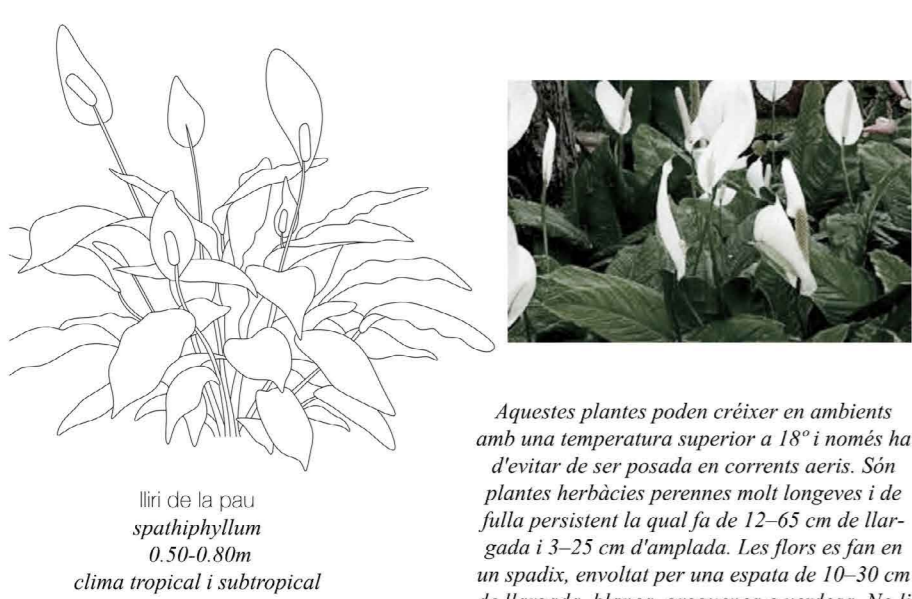 lliri de la pau
spathiphyllum
0.50-0.80m
clima tropical i subtropical
Aquestes plantes poden créixer en ambients
amb una temperatura superior a 18º i només ha
d'evitar de ser posada en corrents aeris. Són
plantes herbàcies perennes molt longeves i de
fulla persistent la qual fa de 12–65 cm de llar-
gada i 3–25 cm d'amplada. Les flors es fan en
un spadix, envoltat per una espata de 10–30 cm